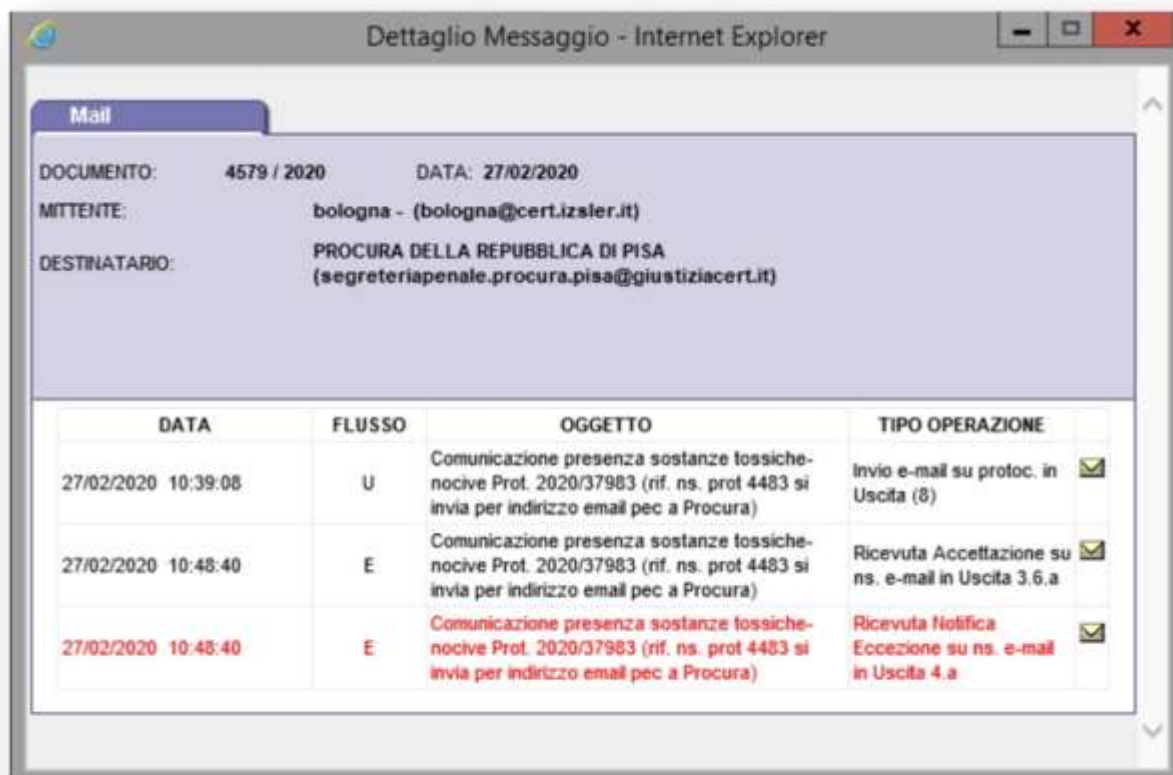 Dettaglio Messaggio - Internet Explorer
Mail
DOCUMENTO: 4579 / 2020 DATA: 27/02/2020
MITTENTE: bologna - (bologna@cert.izsler.it)
DESTINATARIO: PROCURA DELLA REPUBBLICA DI PISA
(segreteriapenale.procura.pisa@giustiziacert.it)
DATA FLUSSO OGGETTO TIPO OPERAZIONE
27/02/2020 10:39:08 U Comunicazione presenza sostanze tossiche-
nocive Prot. 2020/37983 (rif. ns. prot 4483 si
invia per indirizzo email pec a Procura)
Invio e-mail su protoc. in
Uscita (8)
27/02/2020 10:48:40 E Comunicazione presenza sostanze tossiche-
nocive Prot. 2020/37983 (rif. ns. prot 4483 si
invia per indirizzo email pec a Procura)
Ricevuta Accettazione su
ns. e-mail in Uscita 3.6.a
27/02/2020 10:48:40 E Comunicazione presenza sostanze tossiche-
nocive Prot. 2020/37983 (rif. ns. prot 4483 si
invia per indirizzo email pec a Procura)
Ricevuta Notifica
Eccezione su ns. e-mail
in Uscita 4.a